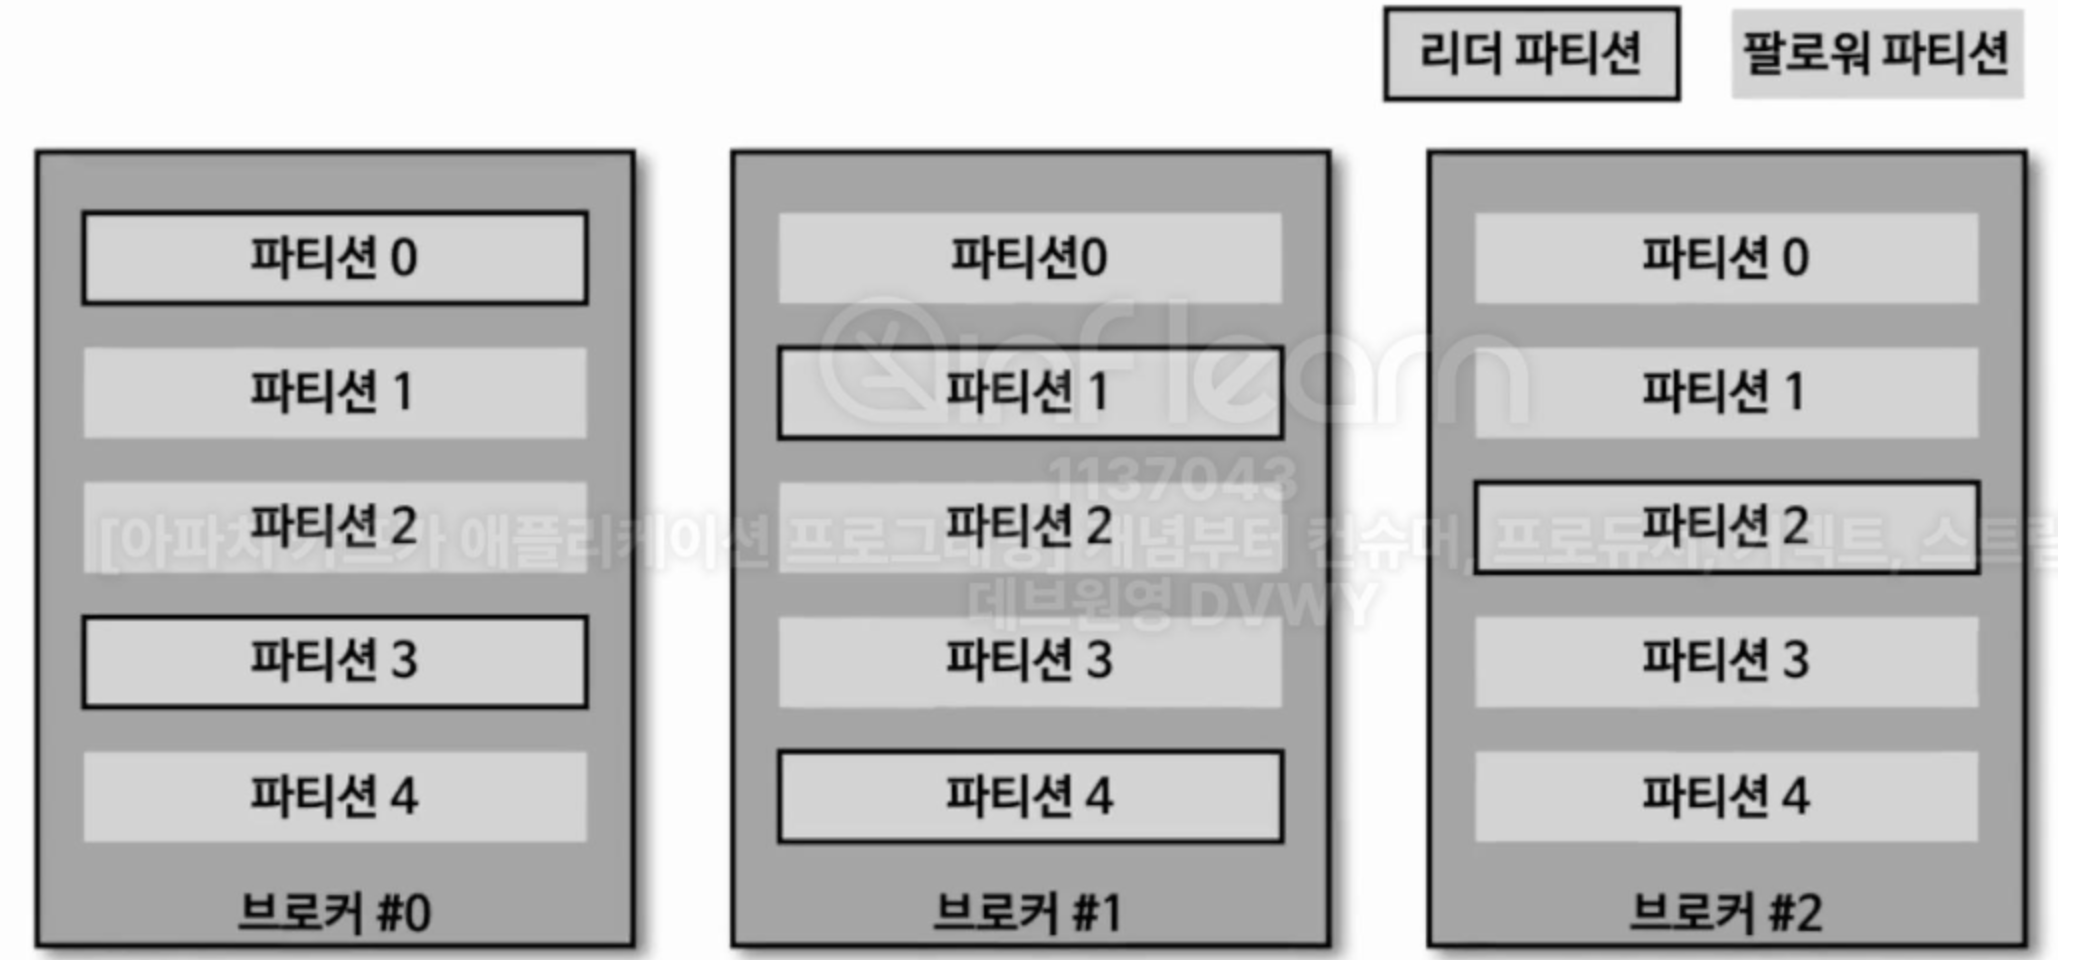 리더 파티션
팔로워 파티션
파티션 0
파티션 1
파티션 2
파티션 3
파티션 4
브로커 #0
파티션0
파티션 1
파티션 2
파티션 3
파티션 4
브로커 #1
파티션 0
파티션 1
파티션 2
파티션 3
파티션 4
브로커 #2
inflearn
1137043
[아파치 카프카 애플리케이션 프로그래밍] 개념부터 컨슈머, 프로듀서, 커넥트,
데브원영 DVWY